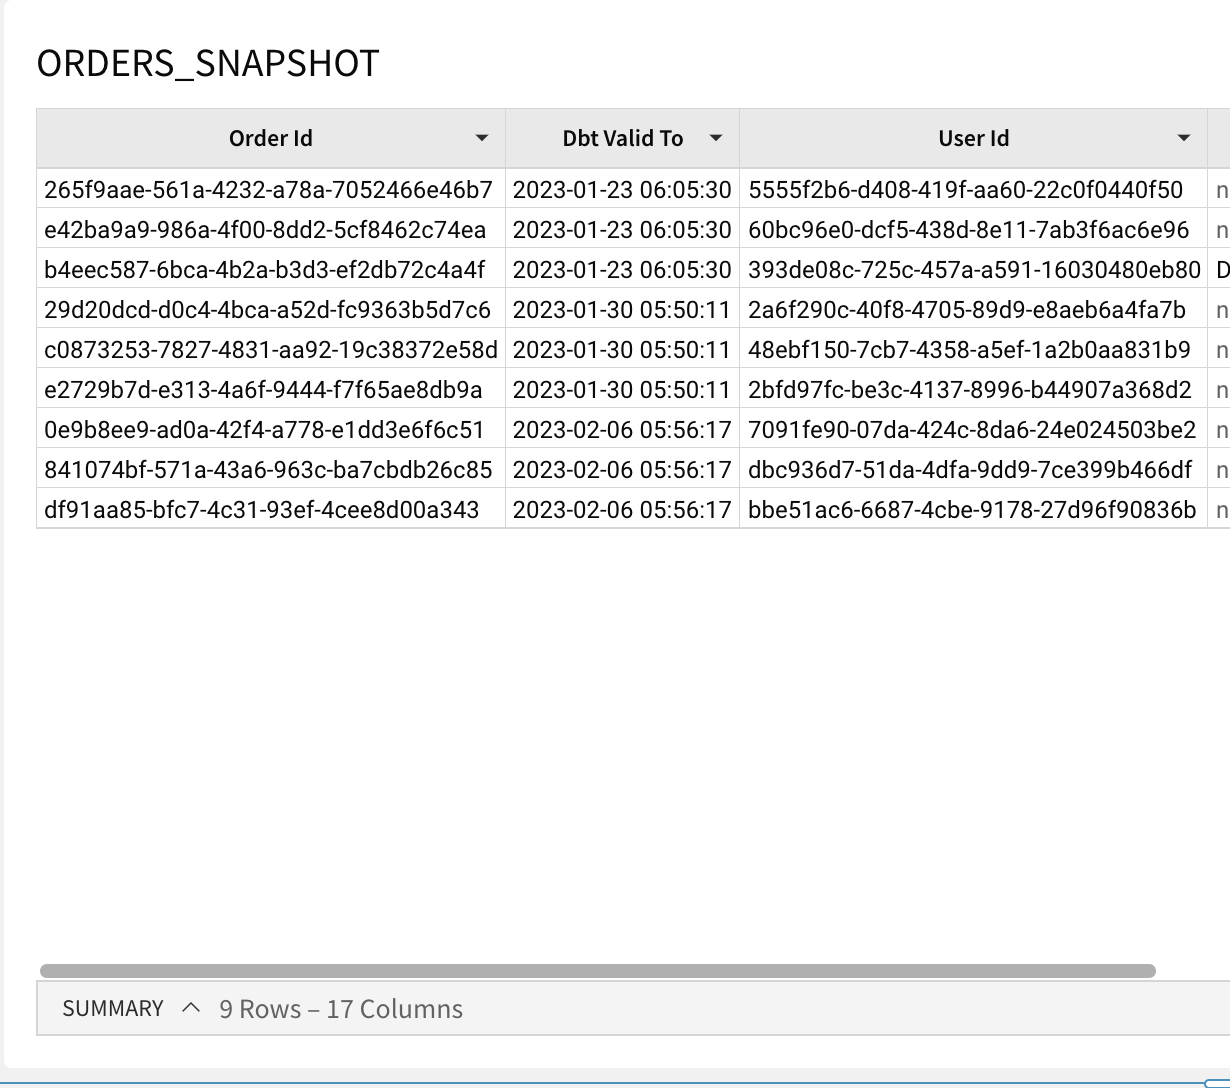 ORDERS_SNAPSHOT
Order Id Dbt Valid To User Id
265f9aae-561a-4232-a78a-7052466e46b7 2023-01-23 06:05:30 5555f2b6-d408-419f-aa60-22c0f0440f50 n
e42ba9a9-986a-4f00-8dd2-5cf8462c74ea 2023-01-23 06:05:30 60bc96e0-dcf5-438d-8e11-7ab3f6ac6e96 n
b4eec587-6bca-4b2a-b3d3-ef2db72c4a4f 2023-01-23 06:05:30 393de08c-725c-457a-a591-16030480eb80 D
29d20dcd-d0c4-4bca-a52d-fc9363b5d7c6 2023-01-30 05:50:11 2a6f290c-40f8-4705-89d9-e8aeb6a4fa7b n
c0873253-7827-4831-aa92-19c38372e58d 2023-01-30 05:50:11 48ebf150-7cb7-4358-a5ef-1a2b0aa831b9 n
e2729b7d-e313-4a6f-9444-f7f65ae8db9a 2023-01-30 05:50:11 2bfd97fc-be3c-4137-8996-b44907a368d2 n
0e9b8ee9-ad0a-42f4-a778-e1dd3e6f6c51 2023-02-06 05:56:17 7091fe90-07da-424c-8da6-24e024503be2 n
841074bf-571a-43a6-963c-ba7cbdb26c85 2023-02-06 05:56:17 dbc936d7-51da-4dfa-9dd9-7ce399b466df n
df91aa85-bfc7-4c31-93ef-4cee8d00a343 2023-02-06 05:56:17 bbe51ac6-6687-4cbe-9178-27d96f90836b n
SUMMARY 9 Rows – 17 Columns